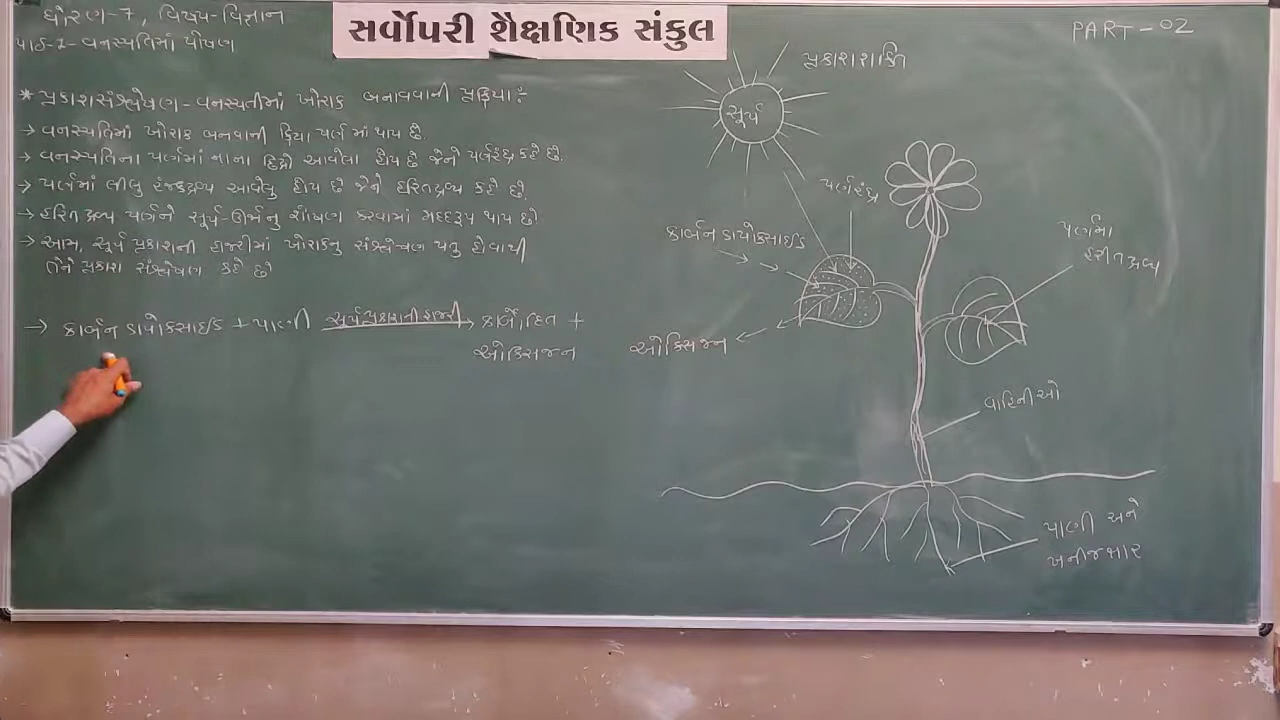 સર્વોપરી શૈક્ષણિક સંકુલ
ધોરણ-7, વિષય-વિજ્ઞાન
પાઠ-1-વનસ્પતિમાં પોષણ
PART-02
* પ્રકાશસંશ્લેષણ-વનસ્પતીમાં ખોરાક બનાવવાની પ્રક્રિયા:-
→ વનસ્પતિમાં ખોરાક બનવાની ક્રિયા પર્ણ માં થાય છે.
→ વનસ્પતિના પર્ણમાં નાના છિદ્રો આવેલા હોય છે જેને પર્ણરંધ્ર કહે છે.
→ પર્ણમાં લીલુ રંજકદ્રવ્ય આવેલુ હોય છે જેને હરિતદ્રવ્ય કહે છે.
→ હરિતદ્રવ્ય પર્ણને સૂર્ય-ઊર્જાનુ શોષણ કરવામાં મદદરૂપ થાય છે.
→ આમ, સૂર્ય પ્રકાશની હાજરીમાં ખોરાકનુ સંશ્લેષણ થતુ હોવાથી
તેને પ્રકાશ સંશ્લેષણ કહે છે
→ કાર્બન ડાયોક્સાઇડ + પાણી સૂર્યપ્રકાશની હાજરી → કાર્બોદિત +
ઓક્સિજન
સૂર્ય
પ્રકાશશક્તિ
પર્ણરંધ્ર
કાર્બન ડાયોક્સાઇડ
પર્ણમાં
હરીતદ્રવ્ય
ઓક્સિજન
વાહિનીઓ
પાણી અને
ખનીજક્ષાર